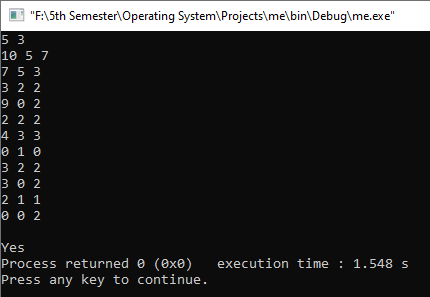 "F:\5th Semester\Operating System\Projects\me\bin\Debug\me.exe"
5 3
10 5 7
7 5 3
3 2 2
9 0 2
2 2 2
4 3 3
0 1 0
3 2 2
3 0 2
2 1 1
0 0 2
Yes
Process returned 0 (0x0)   execution time : 1.548 s
Press any key to continue.